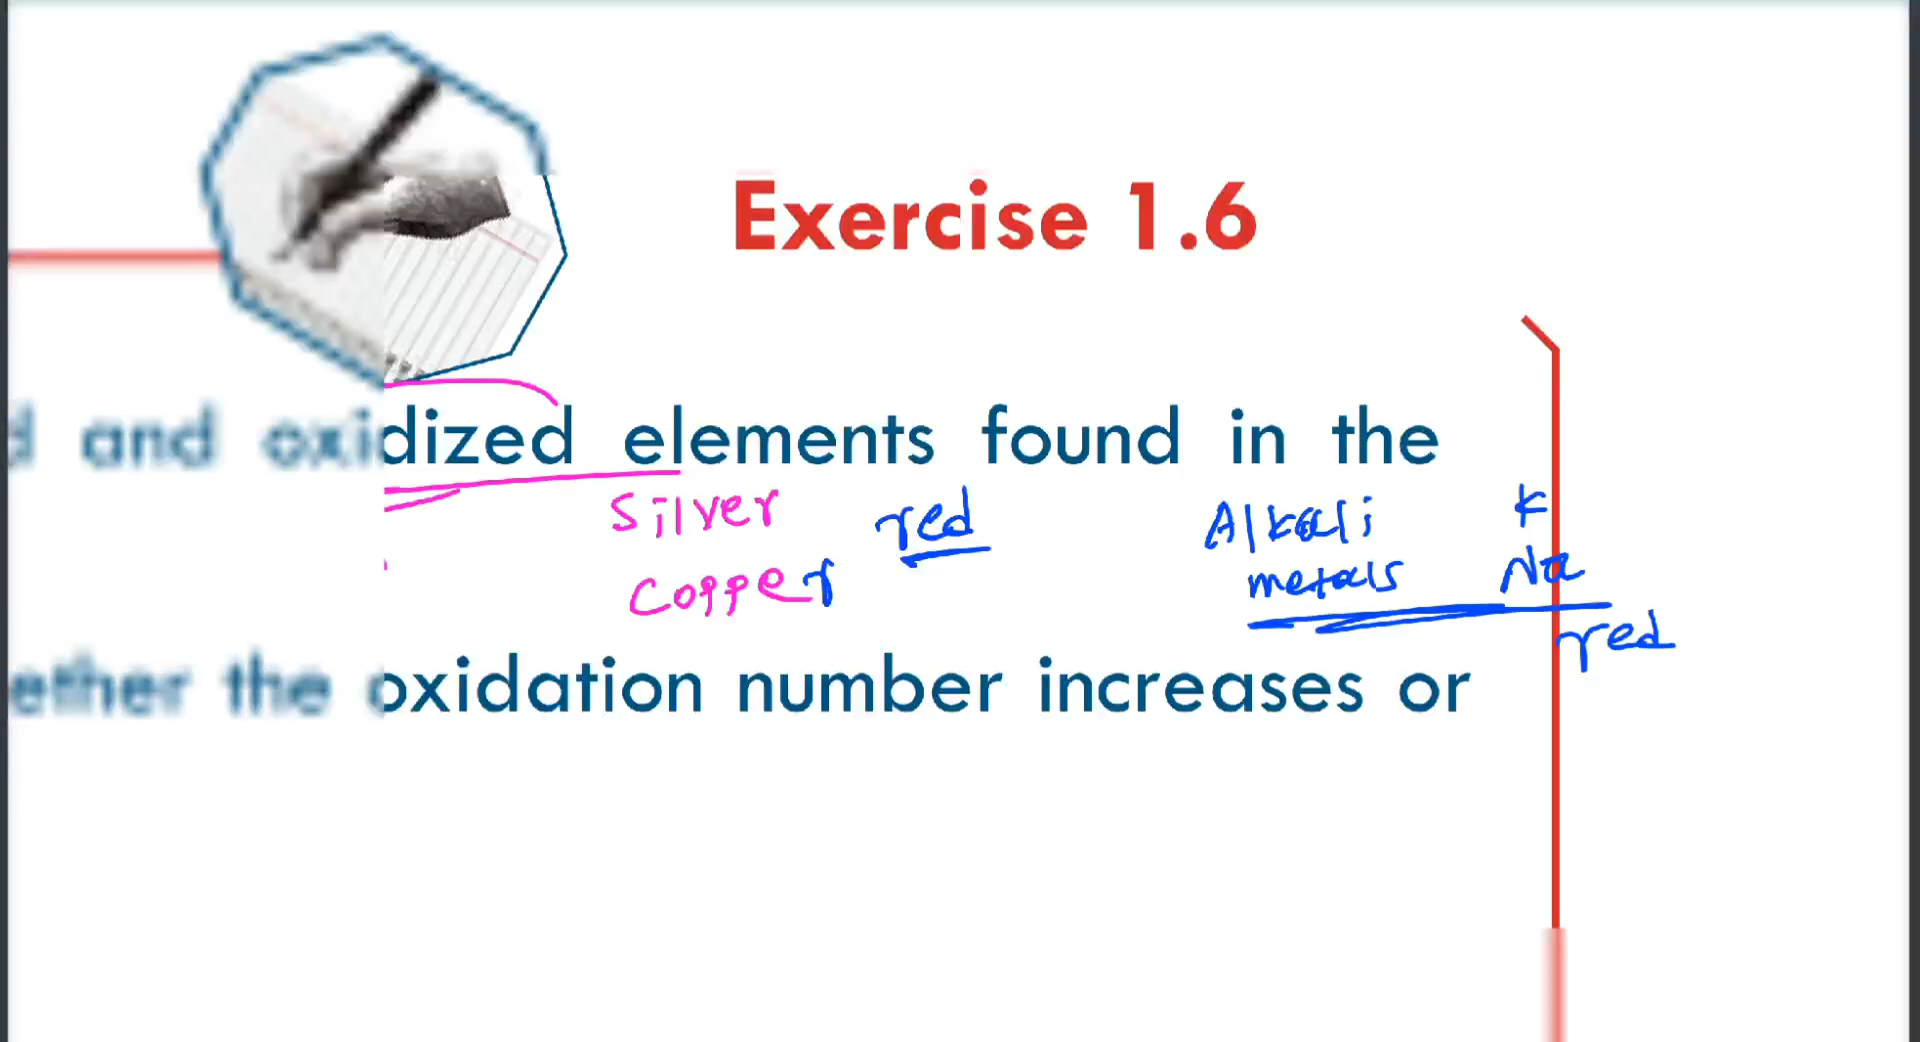 Exercise 1.6
d and oxidized elements found in the
Silver red Alkali K
Copper metals Na
red
ether the oxidation number increases or